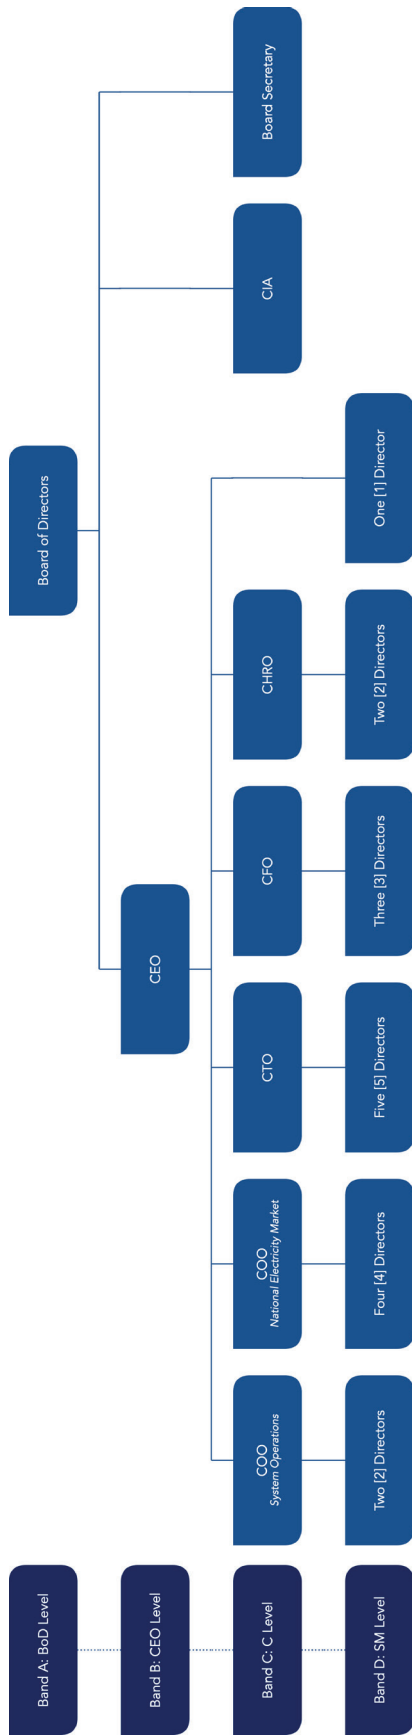 Band A: BoD Level
Board of Directors
Band B: CEO Level
CEO
Band C: C Level
COO
System Operations
COO
National Electricity Market
CTO
CFO
CHRO
CIA
Board Secretary
Band D: SM Level
Two [2] Directors
Four [4] Directors
Five [5] Directors
Three [3] Directors
Two [2] Directors
One [1] Director